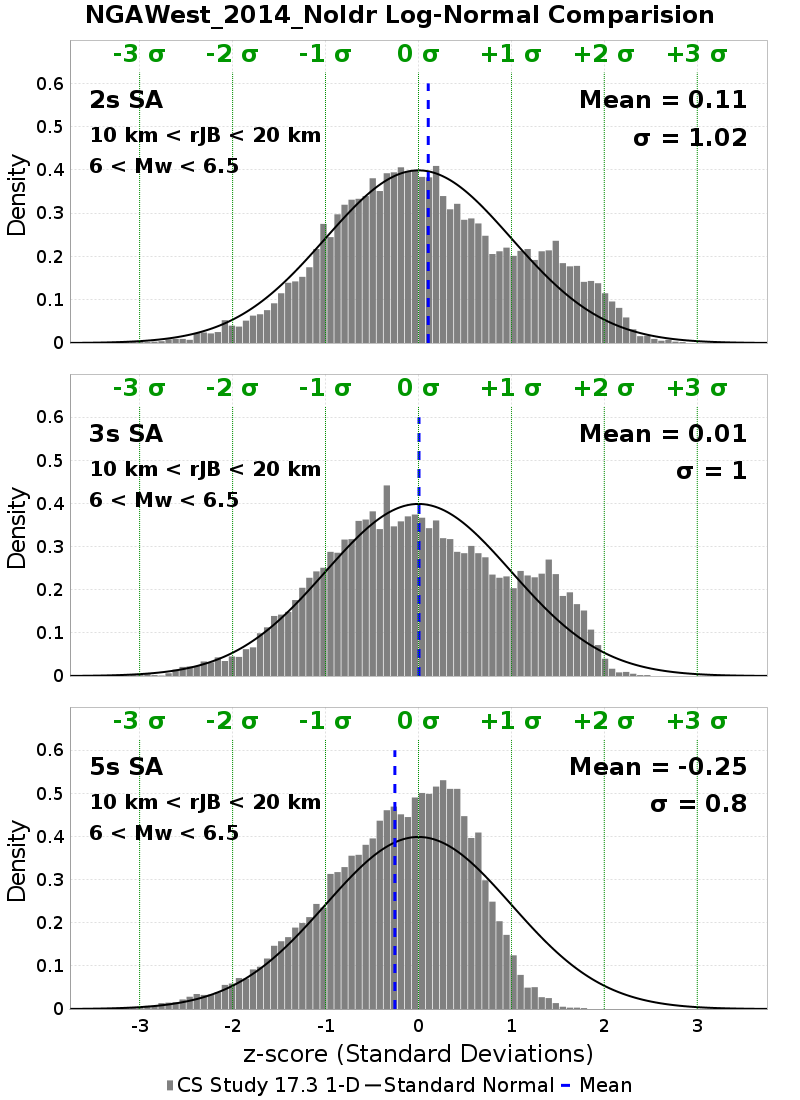 NGAWest_2014_NoIdr Log-Normal Comparision
-3 σ -2 σ -1 σ 0 σ +1 σ +2 σ +3 σ
0.6
2s SA Mean = 0.11
0.5
10 km < rJB < 20 km σ = 1.02
6 < Mw < 6.5
0.4
Density
0.3
0.2
0.1
0
-3 σ -2 σ -1 σ 0 σ +1 σ +2 σ +3 σ
0.6
3s SA Mean = 0.01
0.5
10 km < rJB < 20 km σ = 1
6 < Mw < 6.5
0.4
Density
0.3
0.2
0.1
0
-3 σ -2 σ -1 σ 0 σ +1 σ +2 σ +3 σ
0.6
5s SA Mean = -0.25
0.5
10 km < rJB < 20 km σ = 0.8
6 < Mw < 6.5
0.4
Density
0.3
0.2
0.1
0
-3 -2 -1 0 1 2 3
z-score (Standard Deviations)
CS Study 17.3 1-D Standard Normal Mean